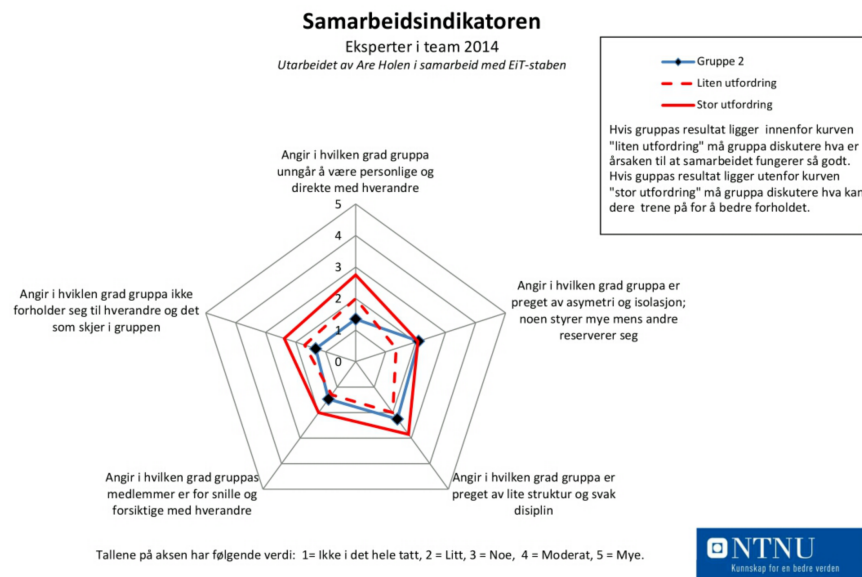 Samarbeidsindikatoren
Eksperter i team 2014
Utarbeidet av Are Holen i samarbeid med EiT-staben
Gruppe 2
Liten utfordring
Stor utfordring
Hvis gruppas resultat ligger innenfor kurven
"liten utfordring" må gruppa diskutere hva er
årsaken til at samarbeidet fungerer så godt.
Hvis guppas resultat ligger utenfor kurven
"stor utfordring" må gruppa diskutere hva kan
dere trene på for å bedre forholdet.
Angir i hvilken grad gruppa
unngår å være personlige og
direkte med hverandre
5
4
3
2
1
0
Angir i hvilken grad gruppa er
preget av asymetri og isolasjon;
noen styrer mye mens andre
reserverer seg
Angir i hviklen grad gruppa ikke
forholder seg til hverandre og det
som skjer i gruppen
Angir i hvilken grad gruppas
medlemmer er for snille og
forsiktige med hverandre
Angir i hvilken grad gruppa er
preget av lite struktur og svak
disiplin
Tallene på aksen har følgende verdi: 1= Ikke i det hele tatt, 2 = Litt, 3 = Noe, 4 = Moderat, 5 = Mye.
NTNU
Kunnskap for en bedre verden